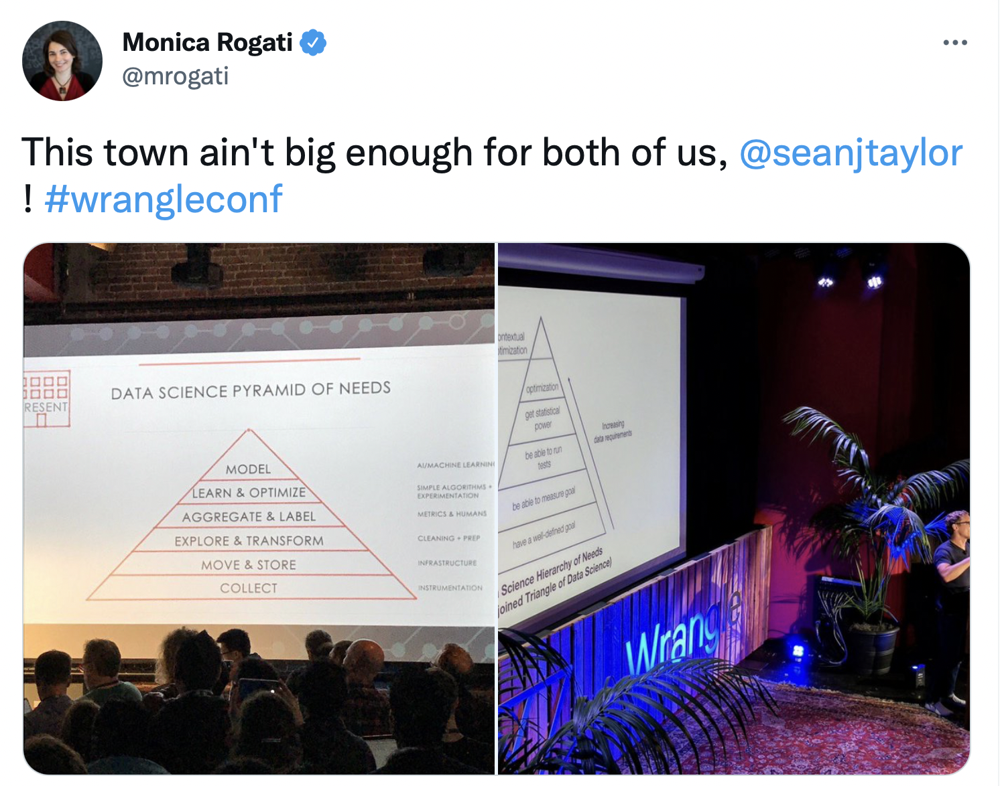 Monica Rogati
@mrogati
This town ain't big enough for both of us, @seanjtaylor
! #wrangleconf
RESENT
DATA SCIENCE PYRAMID OF NEEDS
MODEL
LEARN & OPTIMIZE
AGGREGATE & LABEL
EXPLORE & TRANSFORM
MOVE & STORE
COLLECT
AI/MACHINE LEARNIN
SIMPLE ALGORITHMS +
EXPERIMENTATION
METRICS & HUMANS
CLEANING + PREP
INFRASTRUCTURE
INSTRUMENTATION
ontextual
timization
optimization
get statistical
power
be able to run
tests
be able to measure goal
have a well-defined goal
Increasing
data requirements
Science Hierarchy of Needs
joined Triangle of Data Science)
Wrangle